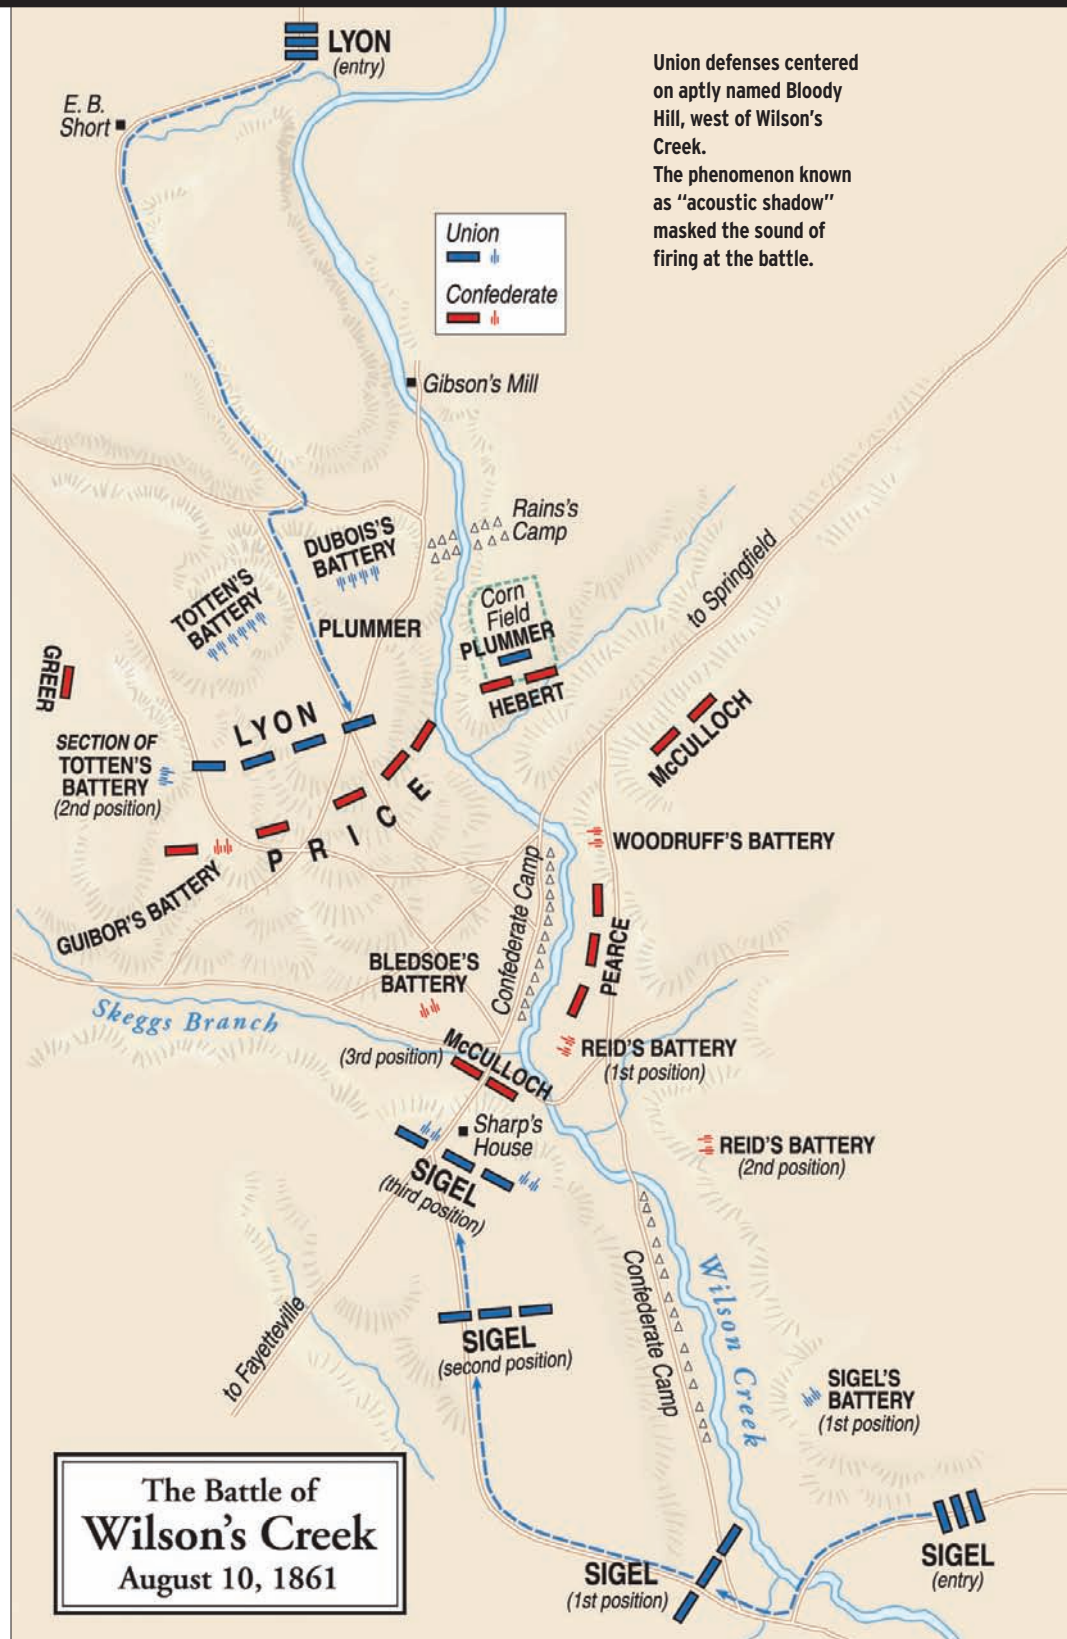 LYON
(entry)
E. B.
Short
Union defenses centered
on aptly named Bloody
Hill, west of Wilson's
Creek.
The phenomenon known
as “acoustic shadow”
masked the sound of
firing at the battle.
Union
Confederate
Gibson's Mill
Rains's
Camp
DUBOIS'S
BATTERY
TOTTEN'S
BATTERY
PLUMMER
Corn
Field
PLUMMER
HEBERT
to Springfield
GREER
LYON
McCULLOCH
SECTION OF
TOTTEN'S
BATTERY
(2nd position)
PRICE
WOODRUFF'S BATTERY
GUIBOR'S BATTERY
Confederate Camp
PEARCE
BLEDSOE'S
BATTERY
Skeggs Branch
McCULLOCH
(3rd position)
REID'S BATTERY
(1st position)
Sharp's
House
REID'S BATTERY
(2nd position)
SIGEL
(third position)
Confederate Camp
Wilson Creek
to Fayetteville
SIGEL
(second position)
SIGEL'S
BATTERY
(1st position)
The Battle of
Wilson's Creek
August 10, 1861
SIGEL
(1st position)
SIGEL
(entry)